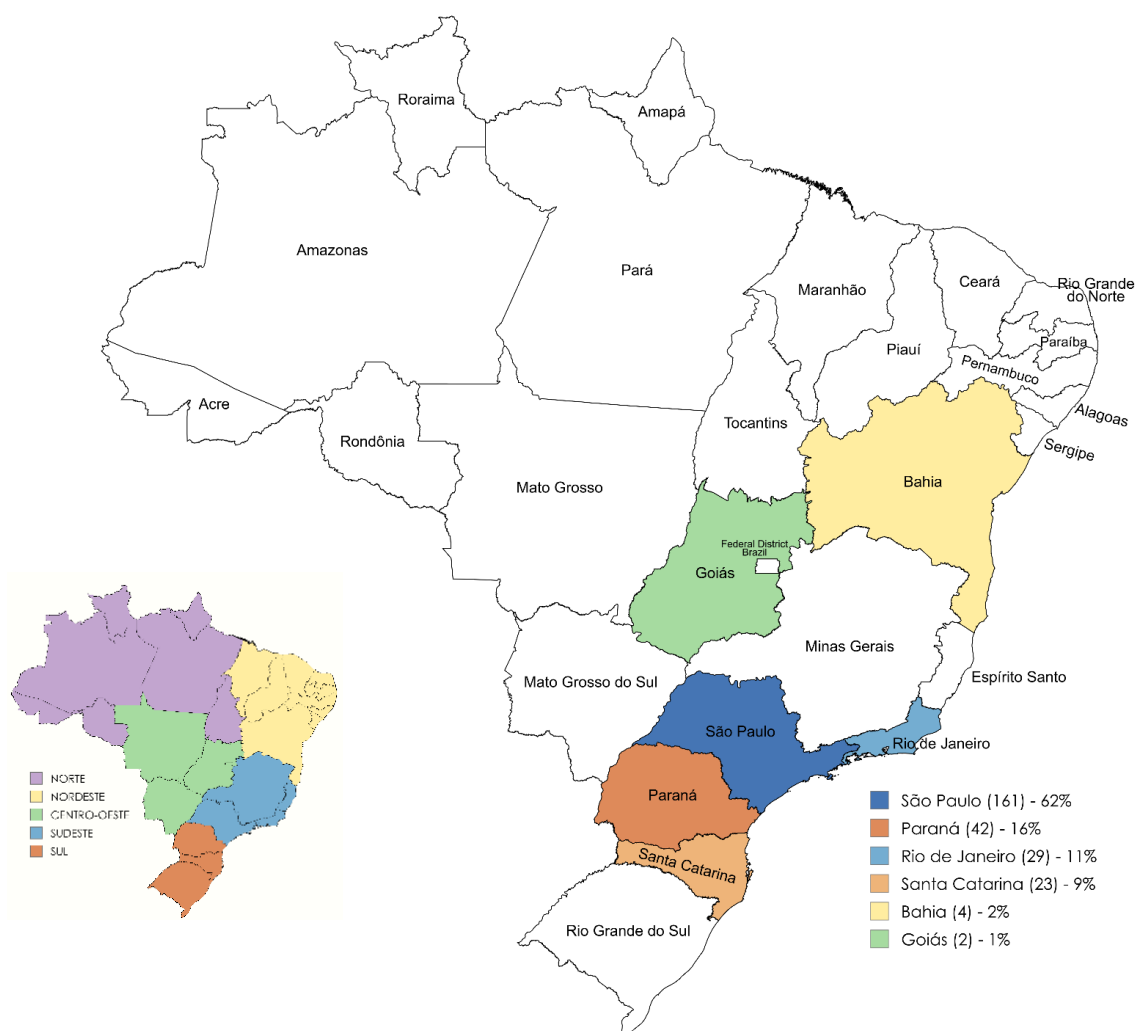 Roraima
Amapá
Amazonas
Pará
Maranhão
Ceará
Rio Grande
do Norte
Paraíba
Piauí
Pernambuco
Acre
Alagoas
Tocantins
Rondônia
Sergipe
Bahia
Mato Grosso
Federal District
Brazil
Goiás
Minas Gerais
Mato Grosso do Sul
Espírito Santo
São Paulo
Rio de Janeiro
Paraná
Santa Catarina
Rio Grande do Sul
NORTE
NORDESTE
CENTRO-OESTE
SUDESTE
SUL
São Paulo (161) - 62%
Paraná (42) - 16%
Rio de Janeiro (29) - 11%
Santa Catarina (23) - 9%
Bahia (4) - 2%
Goiás (2) - 1%